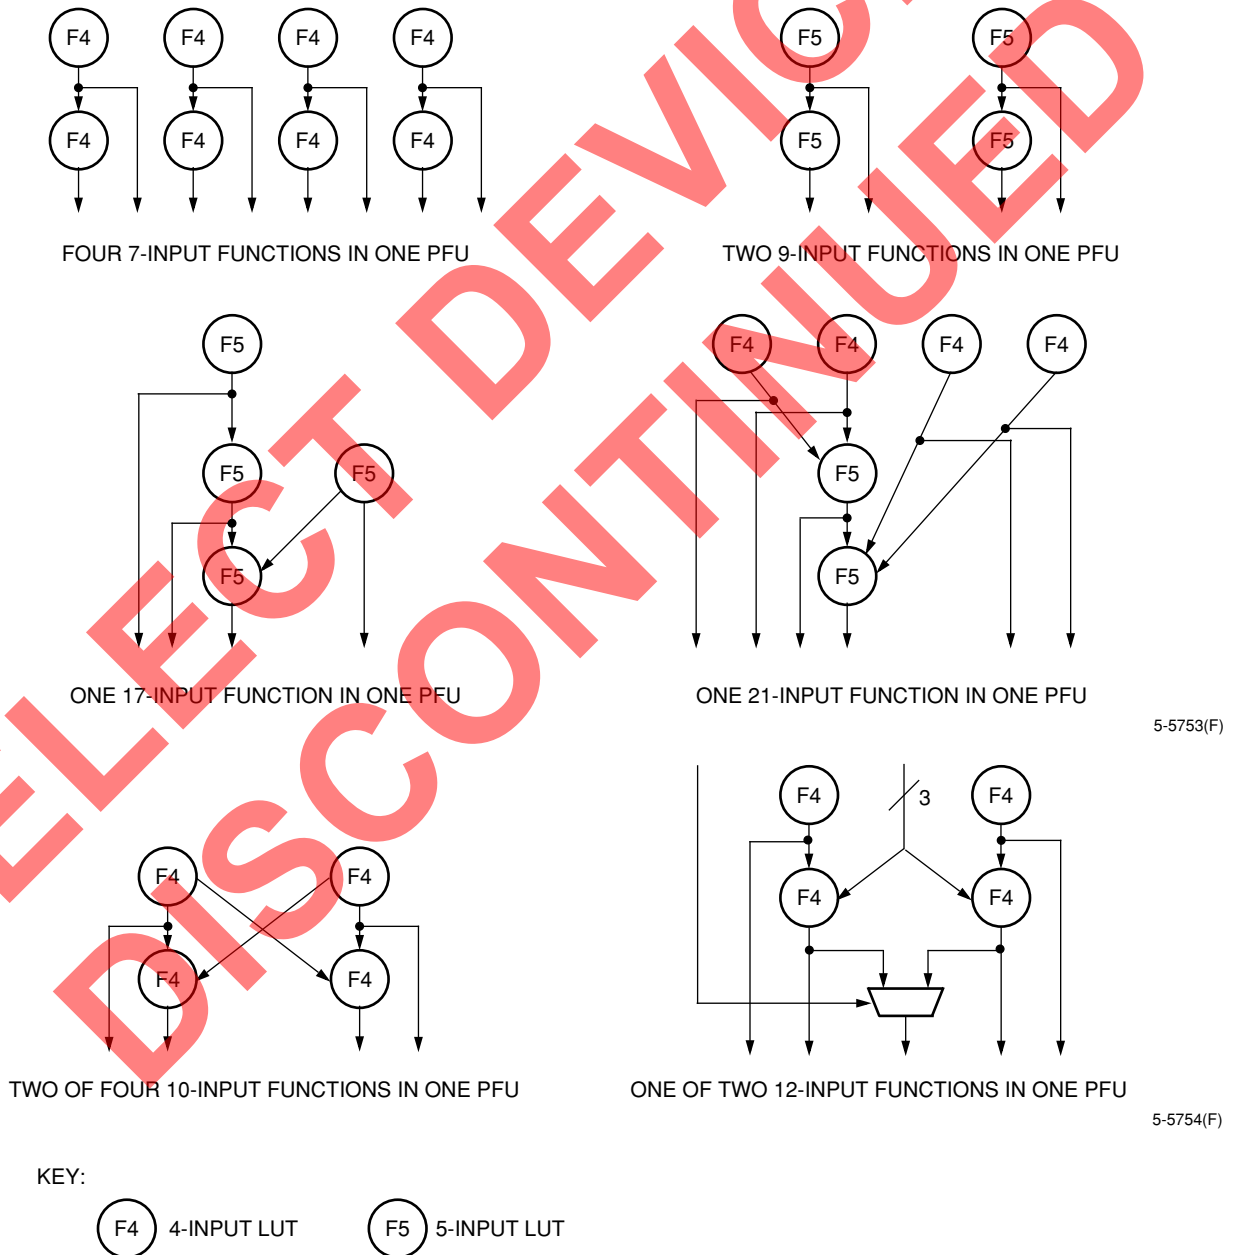 F4 F4 F4 F4 F5 F5
F4 F4 F4 F4 F5 F5
FOUR 7-INPUT FUNCTIONS IN ONE PFU
TWO 9-INPUT FUNCTIONS IN ONE PFU
F5 F4 F4 F4 F4
F5 F5 F5
F5 F5
ONE 17-INPUT FUNCTION IN ONE PFU
ONE 21-INPUT FUNCTION IN ONE PFU
5-5753(F)
F4 3 F4
F4 F4 F4 F4
F4 F4
TWO OF FOUR 10-INPUT FUNCTIONS IN ONE PFU
ONE OF TWO 12-INPUT FUNCTIONS IN ONE PFU
5-5754(F)
KEY:
F4 4-INPUT LUT F5 5-INPUT LUT
DISCONTINUED